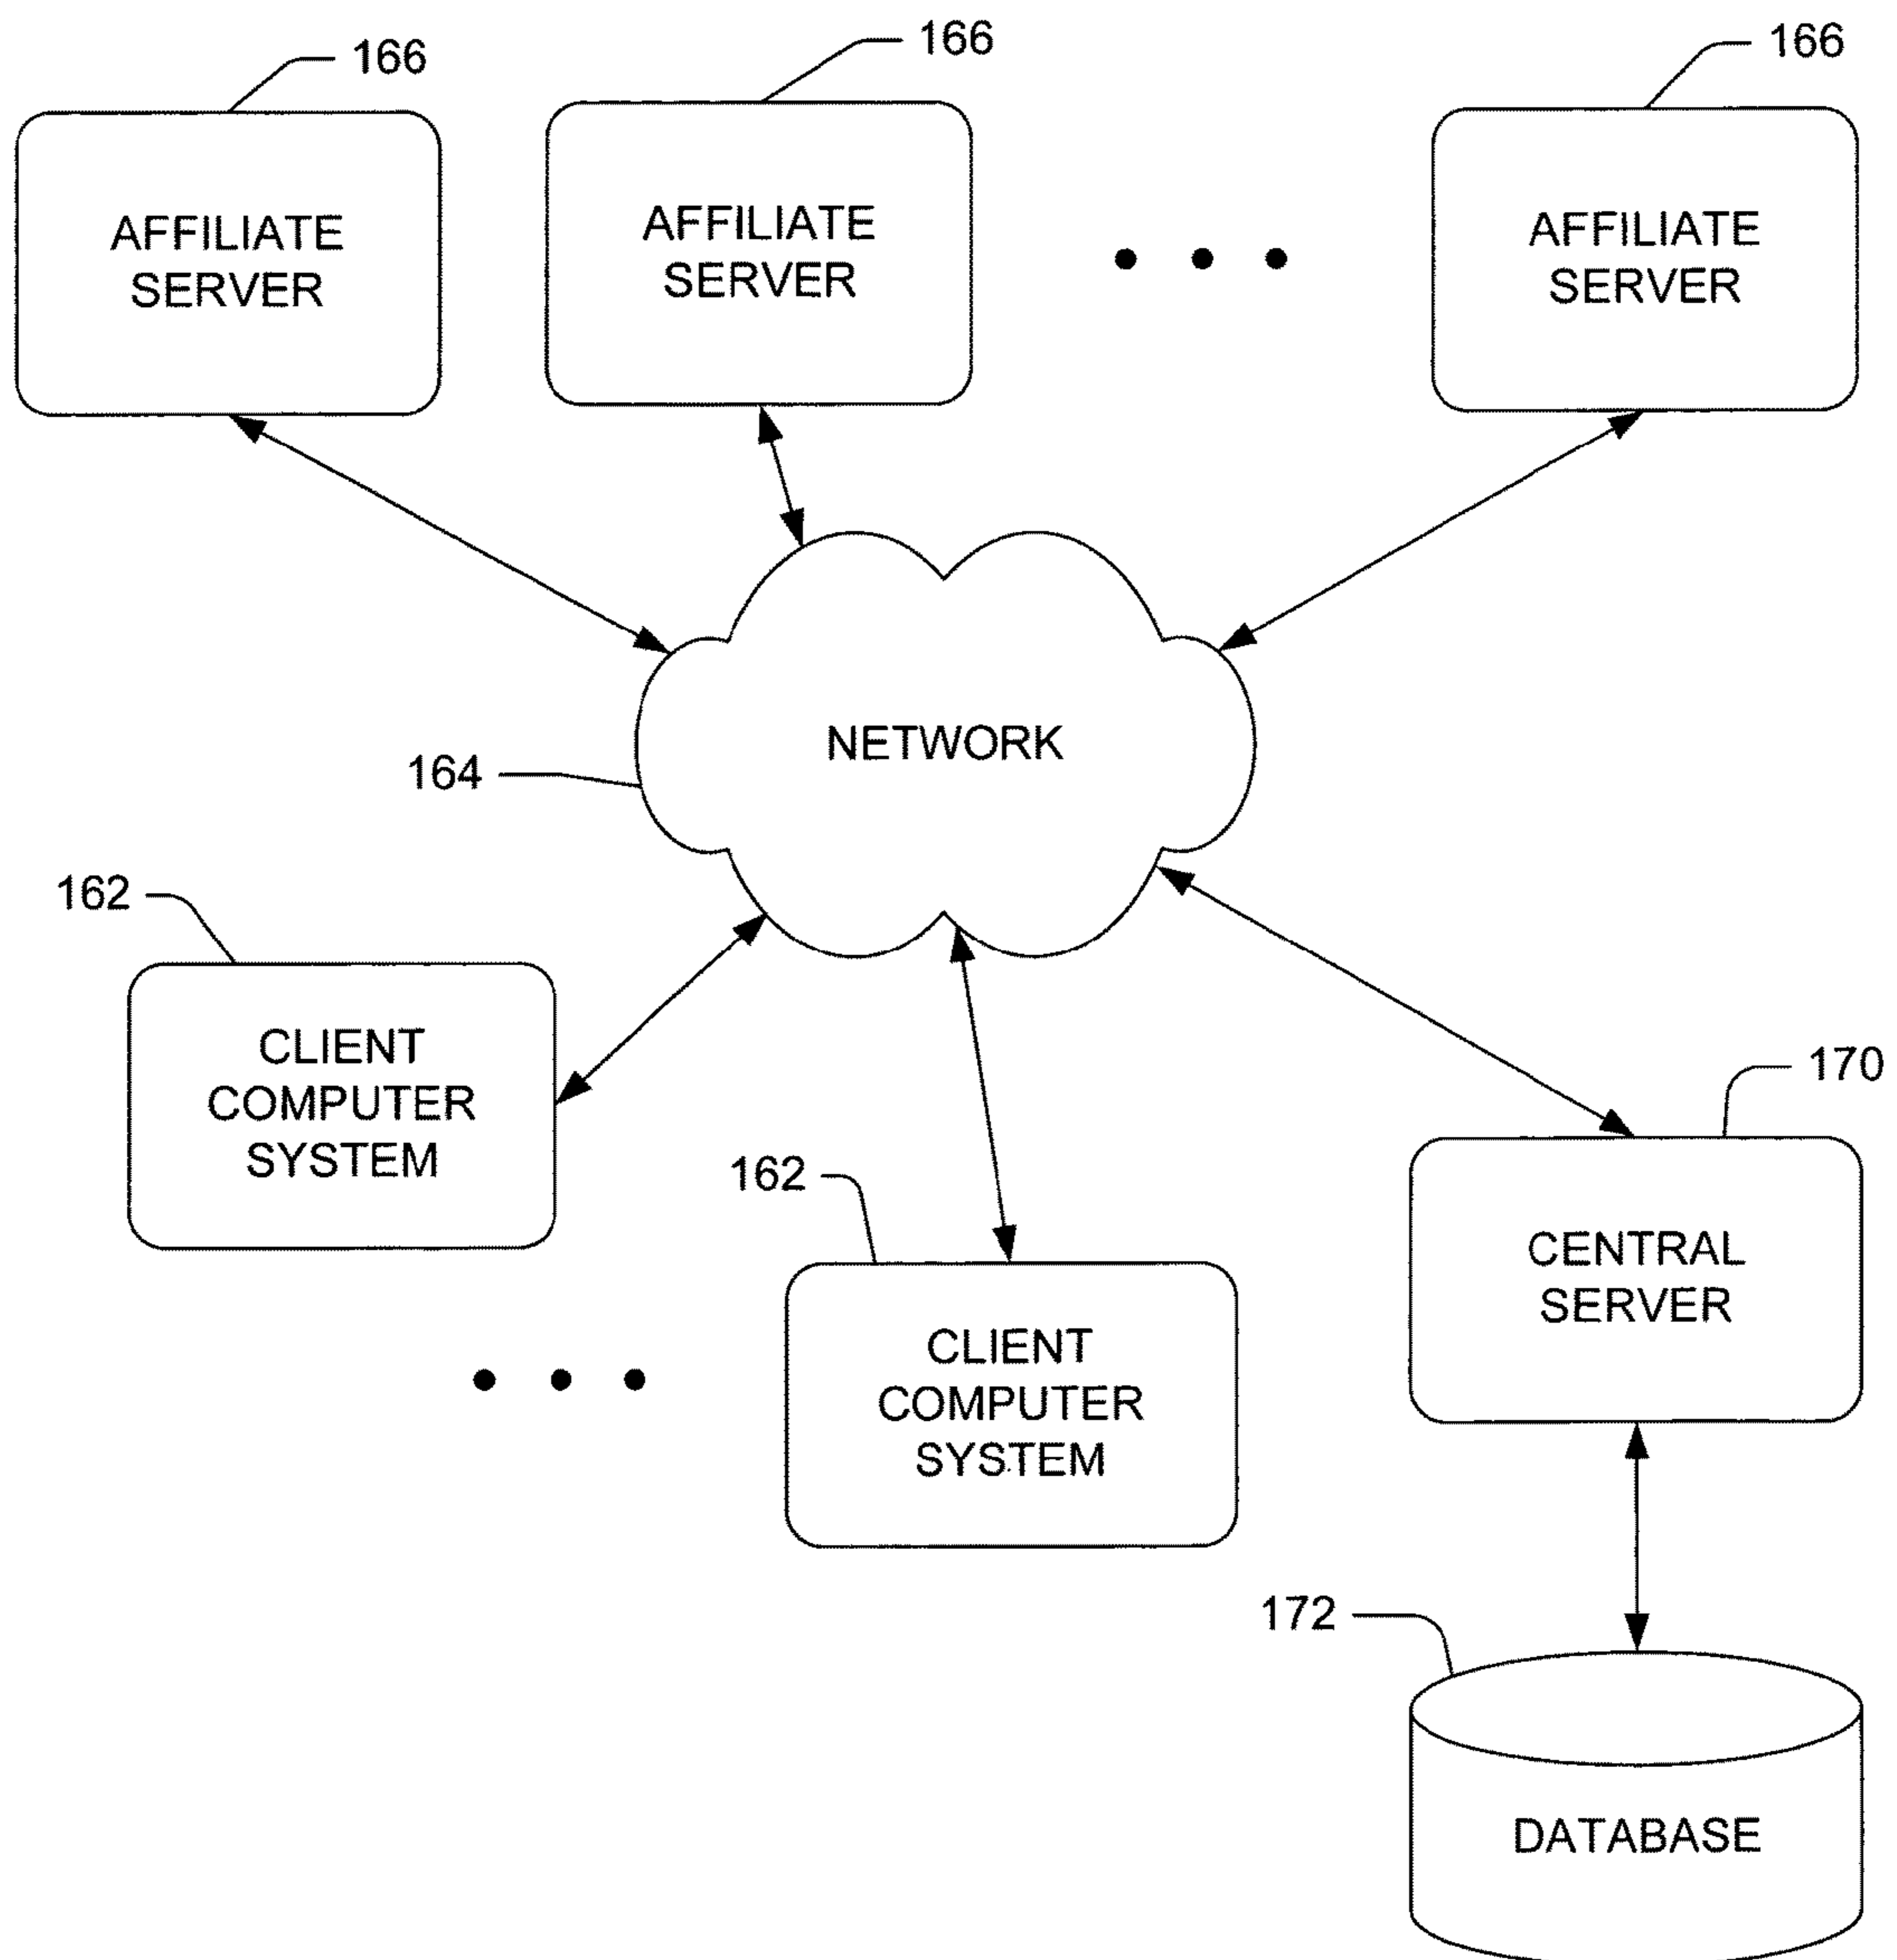 166
166
166
AFFILIATE
SERVER
AFFILIATE
SERVER
AFFILIATE
SERVER
NETWORK
164
162
CLIENT
COMPUTER
SYSTEM
170
162
CENTRAL
SERVER
CLIENT
COMPUTER
SYSTEM
172
DATABASE